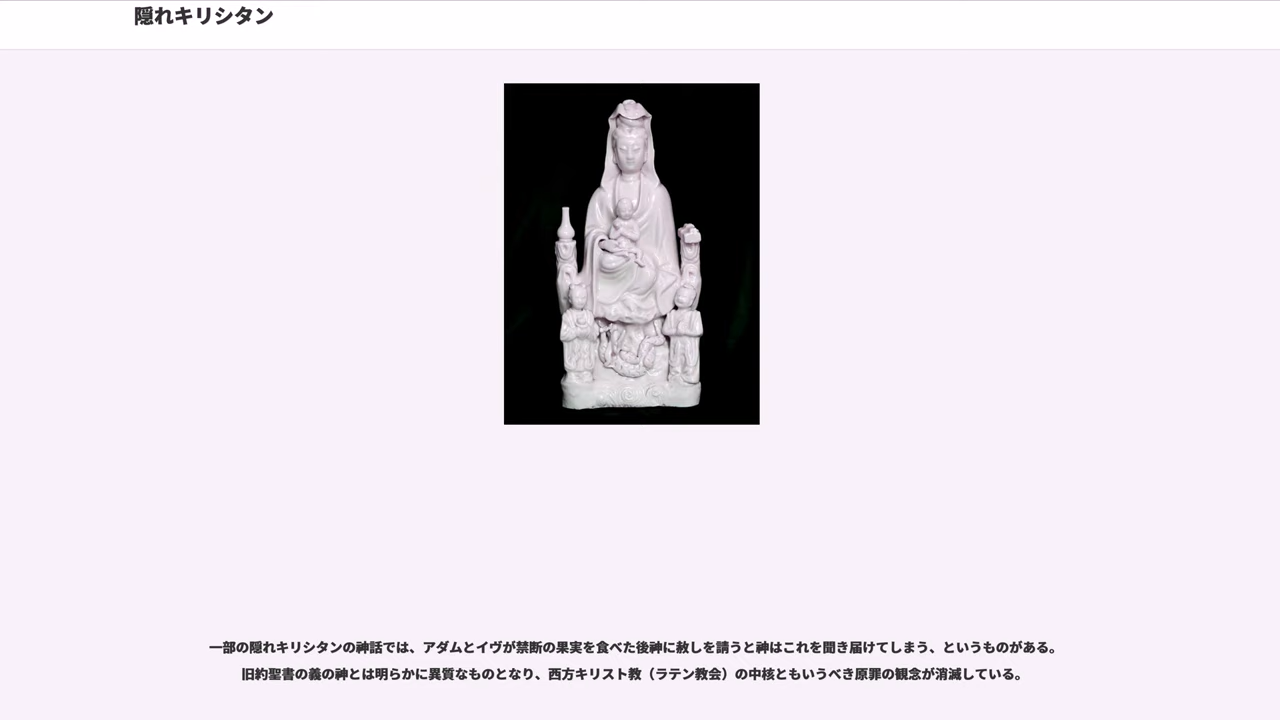 隠れキリシタン
一部の隠れキリシタンの神話では、アダムとイヴが禁断の果実を食べた後神に赦しを請うと神はこれを聞き届けてしまう、というものがある。
旧約聖書の義の神とは明らかに異質なものとなり、西方キリスト教（ラテン教会）の中核ともいうべき原罪の観念が消滅している。